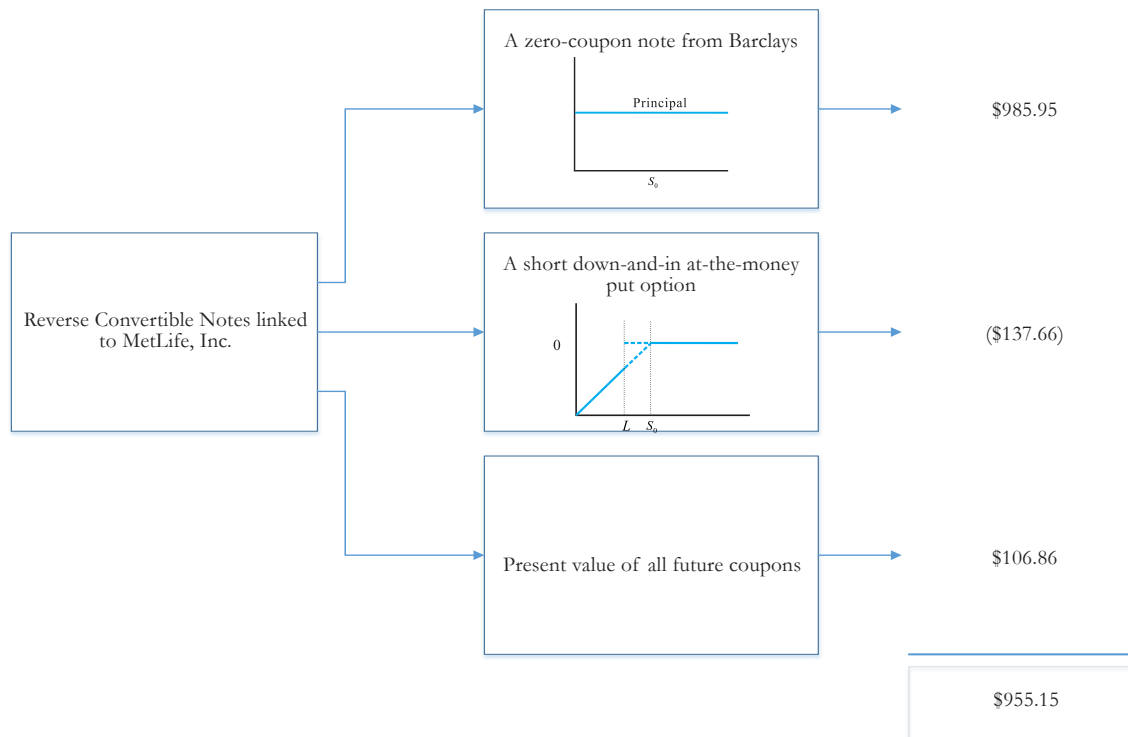 A zero-coupon note from Barclays
Principal
S₀
$985.95
Reverse Convertible Notes linked
to MetLife, Inc.
A short down-and-in at-the-money
put option
0
L S₀
($137.66)
Present value of all future coupons
$106.86
$955.15